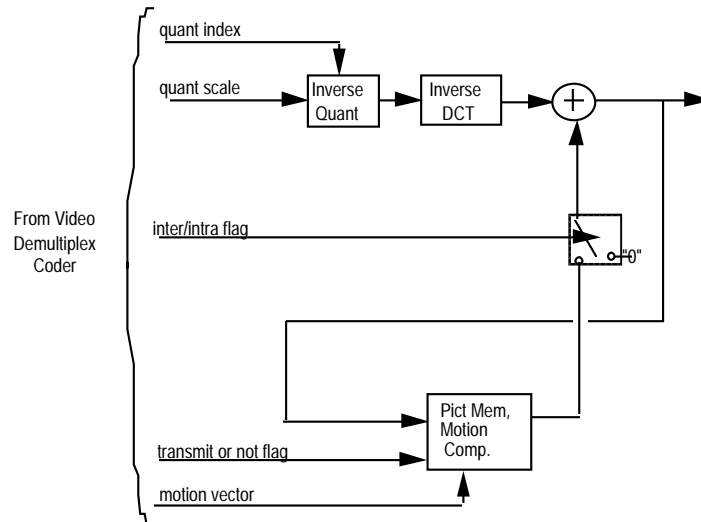 quant index
quant scale
Inverse
Quant
Inverse
DCT
+
From Video
Demultiplex
Coder
inter/intra flag
"0"
Pict Mem,
Motion
Comp.
transmit or not flag
motion vector